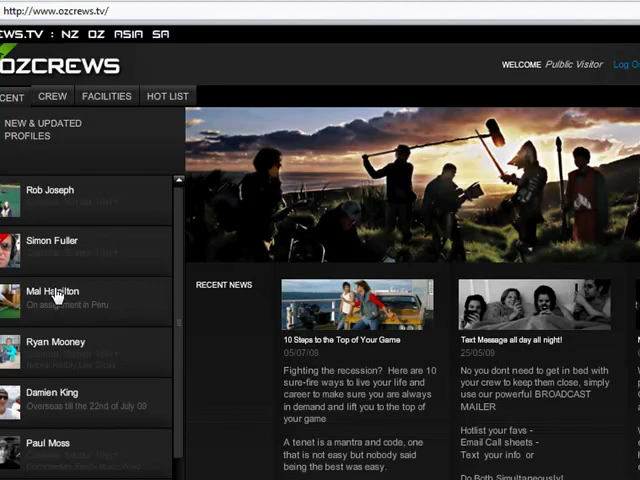 http://www.ozcrews.tv/
EWS.TV : NZ OZ ASIA SA
OZCREWS
WELCOME Pulblic Visitor Log O
CENT CREW FACILITIES HOT LIST
NEW & UPDATED
PROFILES
Rob Joseph
Simon Fuller
Mal Hamilton
On assignment in Peru
Ryan Mooney
Damien King
Overseas till the 22nd of July 09
Paul Moss
RECENT NEWS
10 Steps to the Top of Your Game
05/07/09
Fighting the recession? Here are 10
sure-fire ways to live your life and
career to make sure you are always
in demand and lift you to the top of
your game
A tenet is a mantra and code, one
that is not easy but nobody said
being the best was easy.
Text Message all day all night!
25/05/09
No you dont need to get in bed with
your crew to keep them close, simply
use our powerful BROADCAST
MAILER
Hotlist your favs -
Email Call sheets -
Text your info or
Do Both Simultaneously!